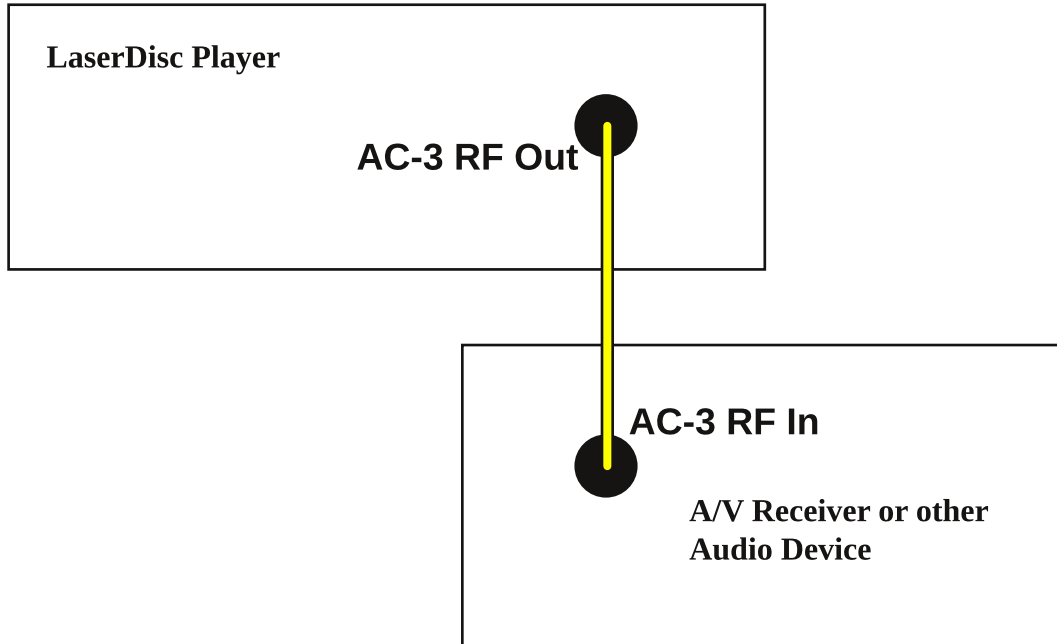 LaserDisc Player
AC-3 RF Out
AC-3 RF In
A/V Receiver or other
Audio Device